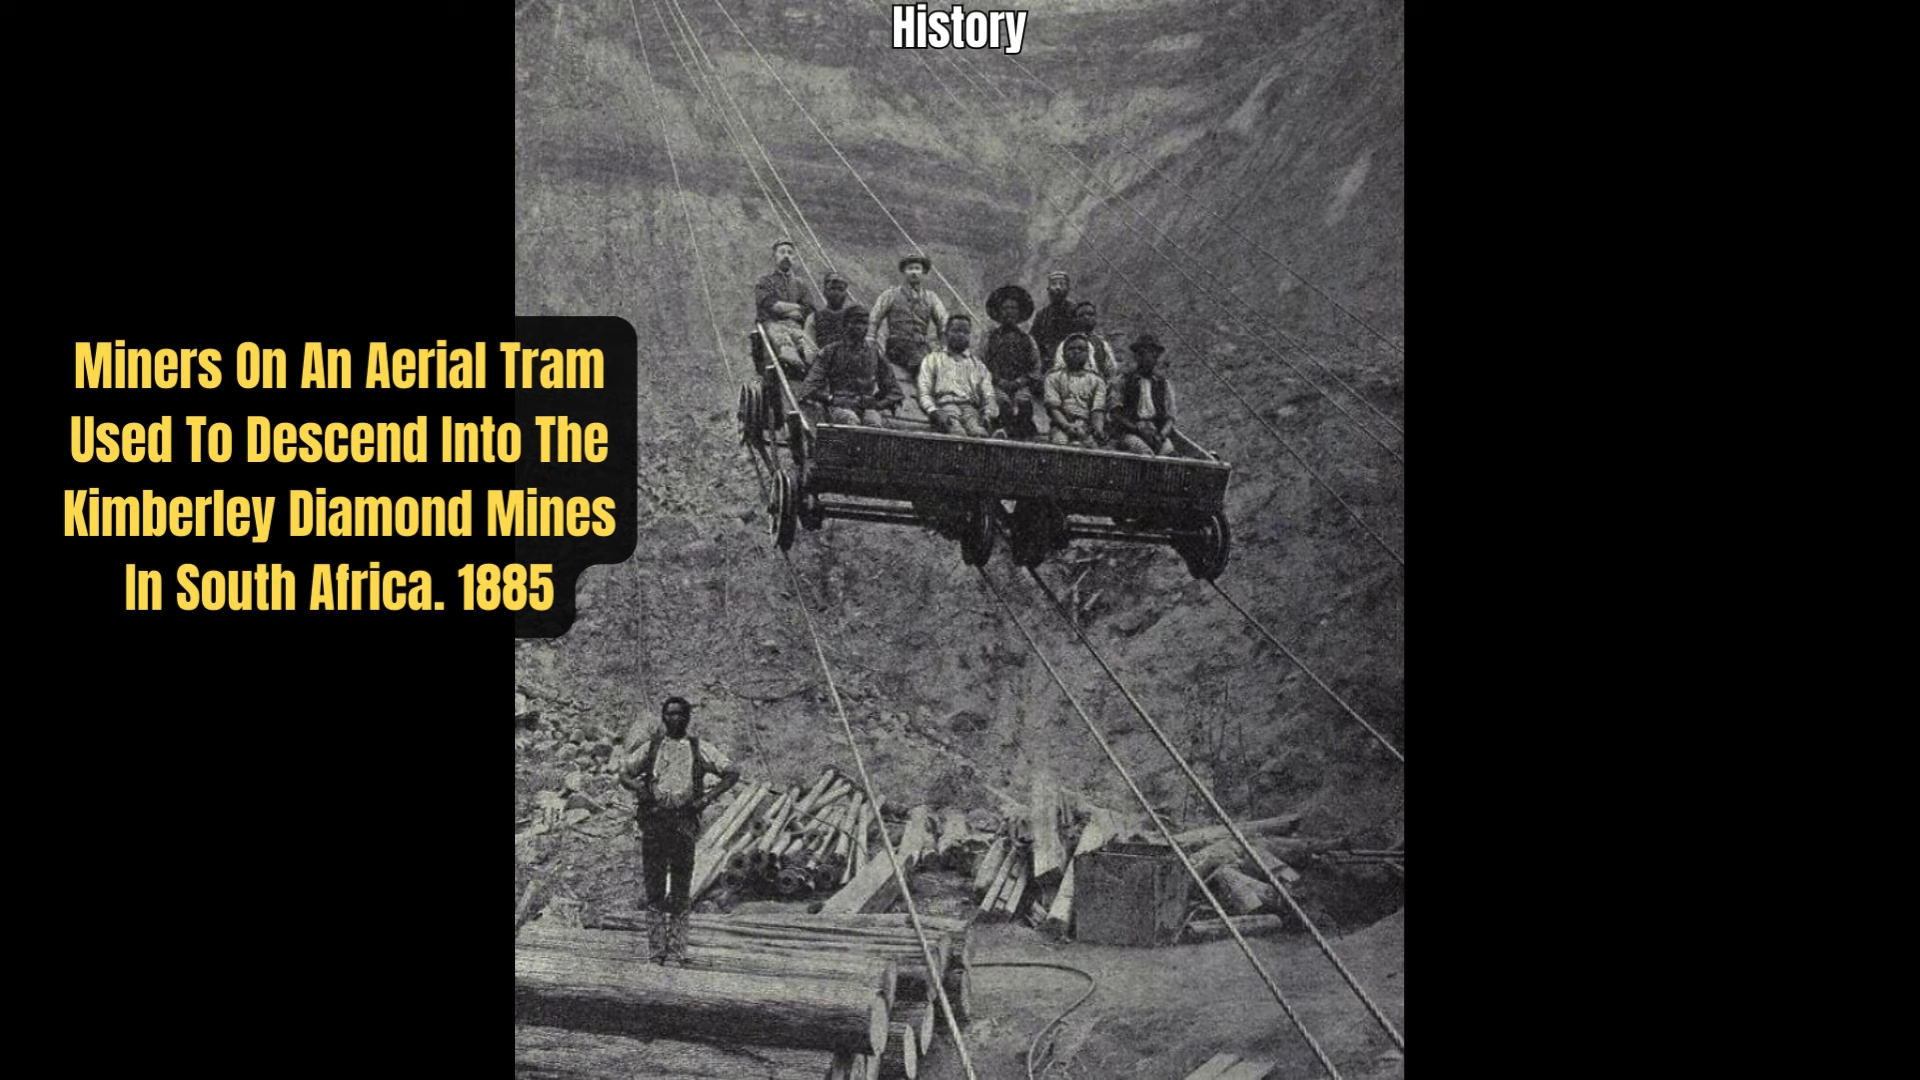 History
Miners On An Aerial Tram
Used To Descend Into The
Kimberley Diamond Mines
In South Africa. 1885